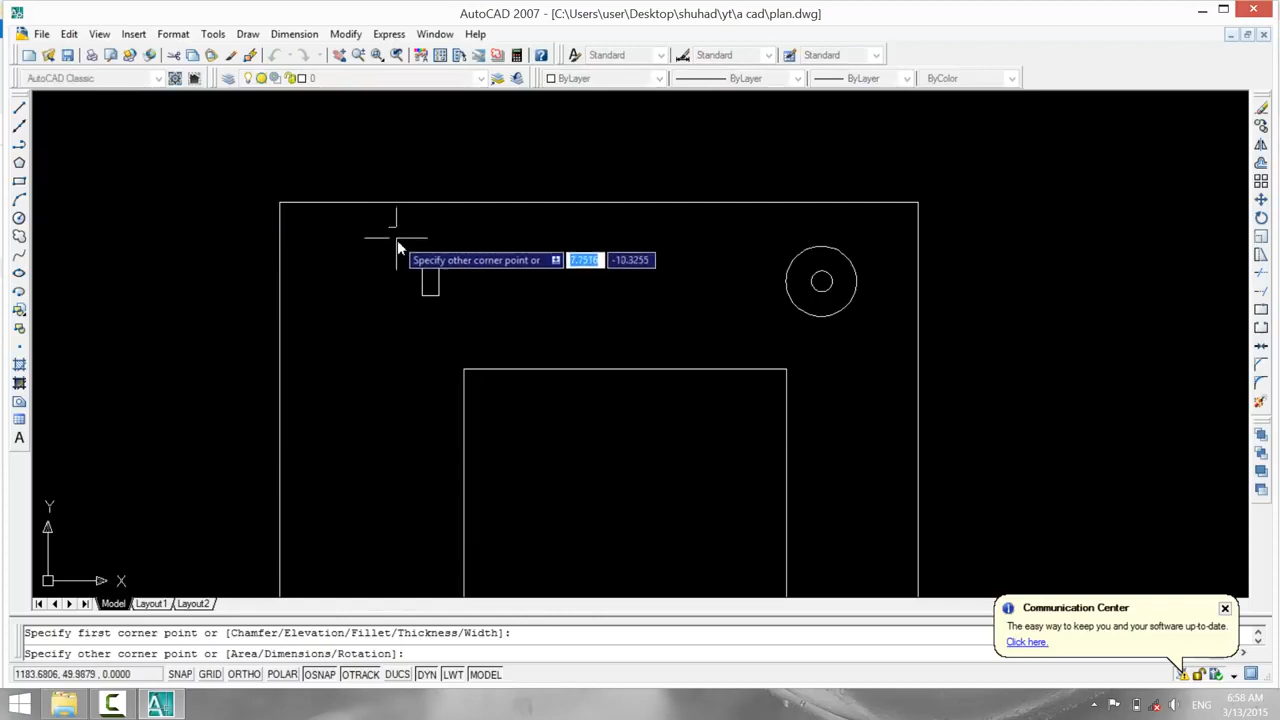 AutoCAD 2007 - [C:\Users\user\Desktop\shuhad\yt\a cad\plan.dwg]
File Edit View Insert Format Tools Draw Dimension Modify Express Window Help
Standard Standard Standard
AutoCAD Classic 0 ByLayer ByLayer ByLayer ByColor
Specify other corner point or 7.7516 -10.3255
A
Y
X
Model Layout1 Layout2
Communication Center
The easy way to keep you and your software up-to-date.
Click here.
Specify first corner point or [Chamfer/Elevation/Fillet/Thickness/Width]:
Specify other corner point or [Area/Dimensions/Rotation]:
1183.6806, 49.9879, 0.0000 SNAP GRID ORTHO POLAR OSNAP OTRACK DUCS DYN LWT MODEL
ENG
6:58 AM
3/13/2015